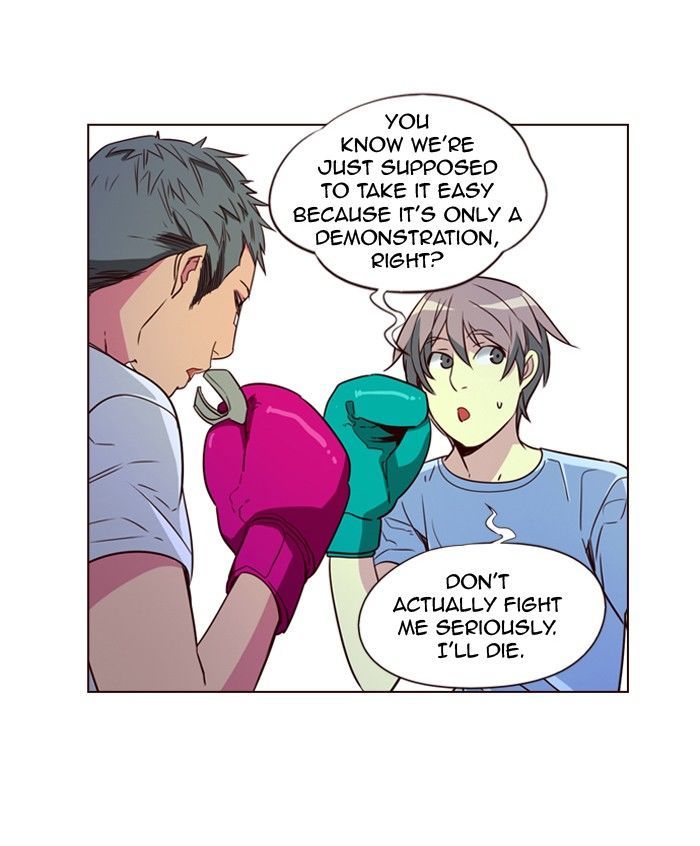 YOU
KNOW WE'RE
JUST SUPPOSED
TO TAKE IT EASY
BECAUSE IT'S ONLY A
DEMONSTRATION,
RIGHT?
DON'T
ACTUALLY FIGHT
ME SERIOUSLY.
I'LL DIE.